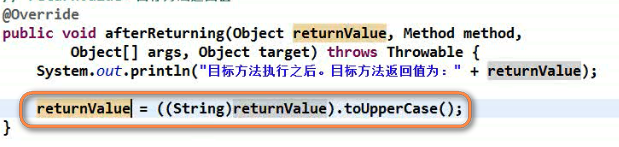 @Override
public void afterReturning(Object returnValue, Method method,
Object[] args, Object target) throws Throwable {
System.out.println("目标方法执行之后。目标方法返回值为：" + returnValue);
returnValue = ((String)returnValue).toUpperCase();
}